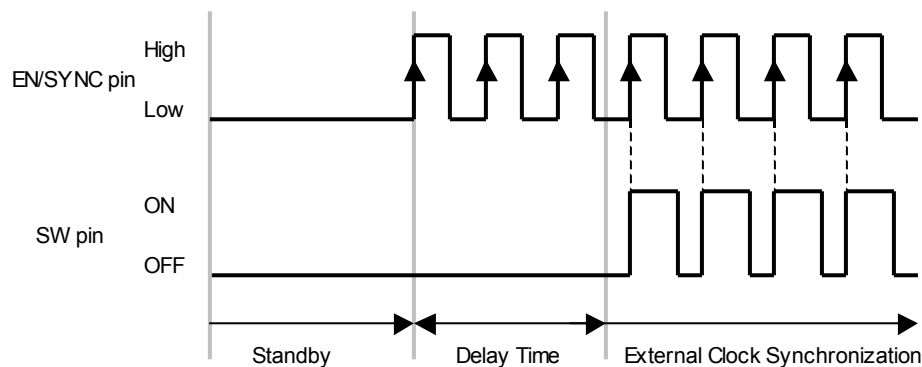 High
EN/SYNC pin
Low
ON
SW pin
OFF
Standby
Delay Time
External Clock Synchronization